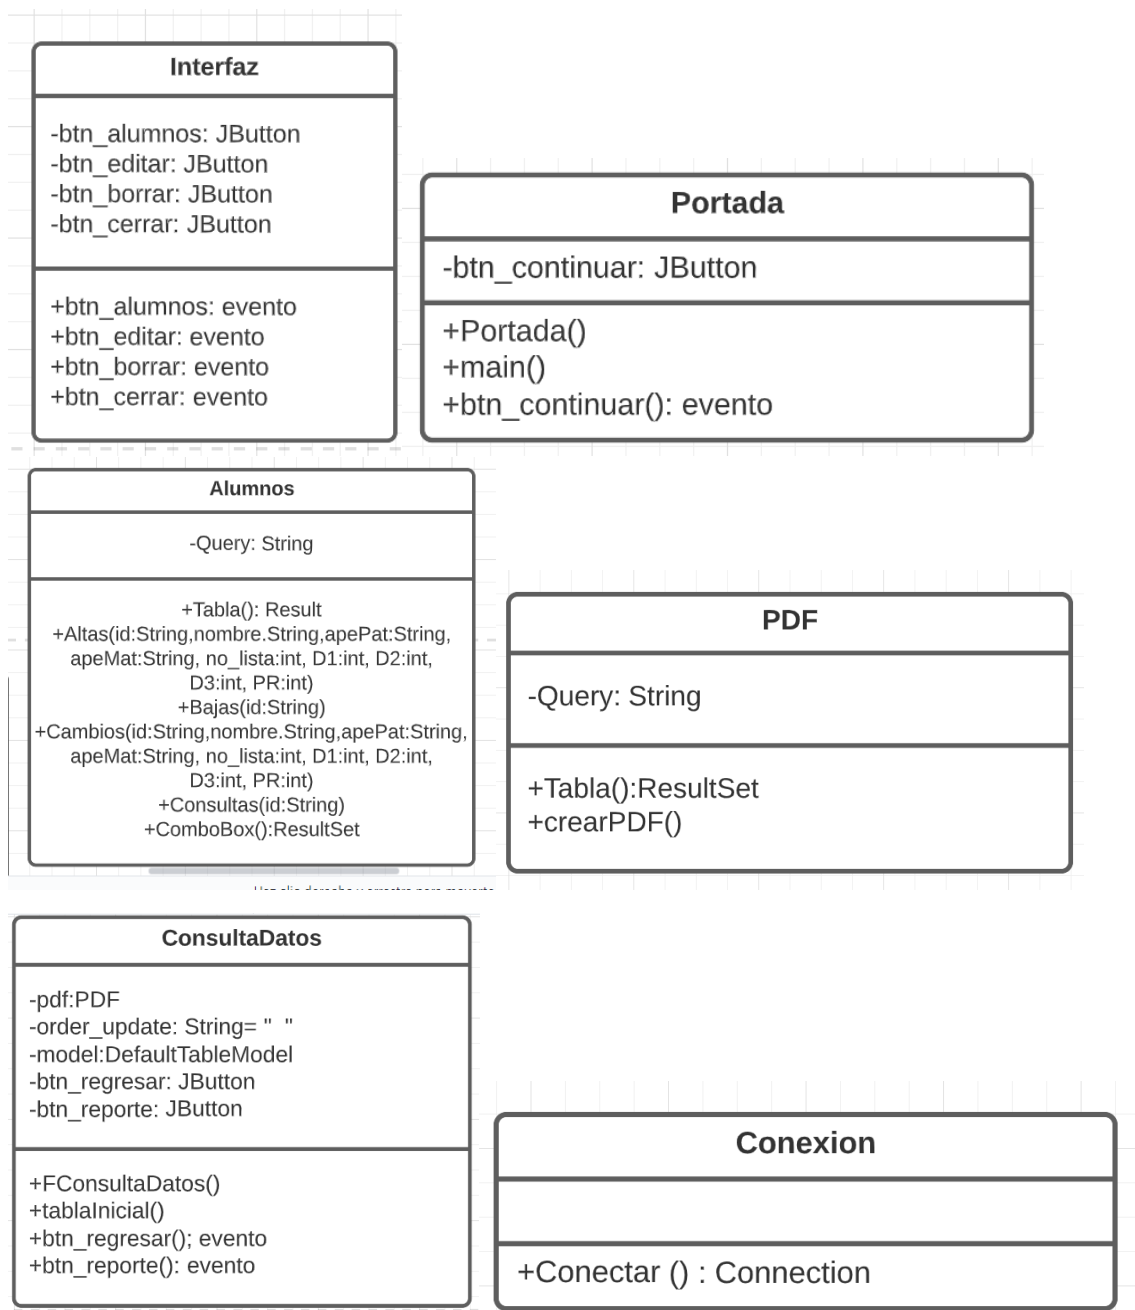 Interfaz
-btn_alumnos: JButton
-btn_editar: JButton
-btn_borrar: JButton
-btn_cerrar: JButton
+btn_alumnos: evento
+btn_editar: evento
+btn_borrar: evento
+btn_cerrar: evento
Portada
-btn_continuar: JButton
+Portada()
+main()
+btn_continuar(): evento
Alumnos
-Query: String
+Tabla(): Result
+Altas(id:String,nombre.String,apePat:String,
apeMat:String, no_lista:int, D1:int, D2:int,
D3:int, PR:int)
+Bajas(id:String)
+Cambios(id:String,nombre.String,apePat:String,
apeMat:String, no_lista:int, D1:int, D2:int,
D3:int, PR:int)
+Consultas(id:String)
+ComboBox():ResultSet
PDF
-Query: String
+Tabla():ResultSet
+crearPDF()
ConsultaDatos
-pdf:PDF
-order_update: String= "  "
-model:DefaultTableModel
-btn_regresar: JButton
-btn_reporte: JButton
+FConsultaDatos()
+tablaInicial()
+btn_regresar(); evento
+btn_reporte(): evento
Conexion
+Conectar () : Connection